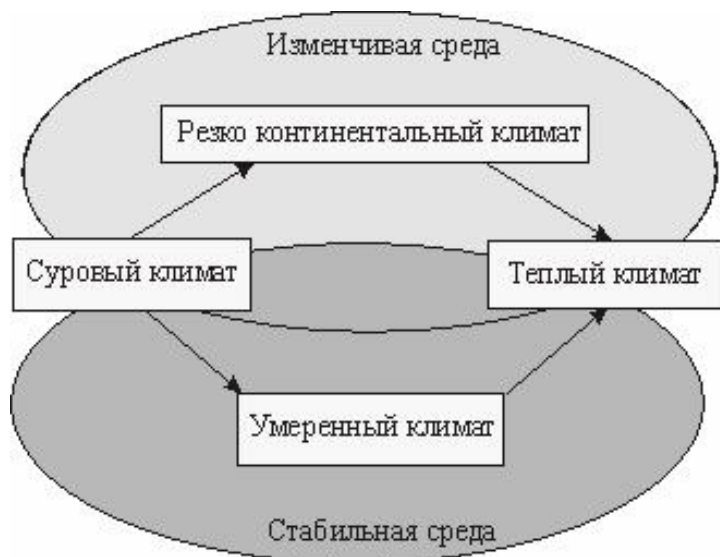 Изменчивая среда
Резко континентальный климат
Суровый климат
Теплый климат
Умеренный климат
Стабильная среда